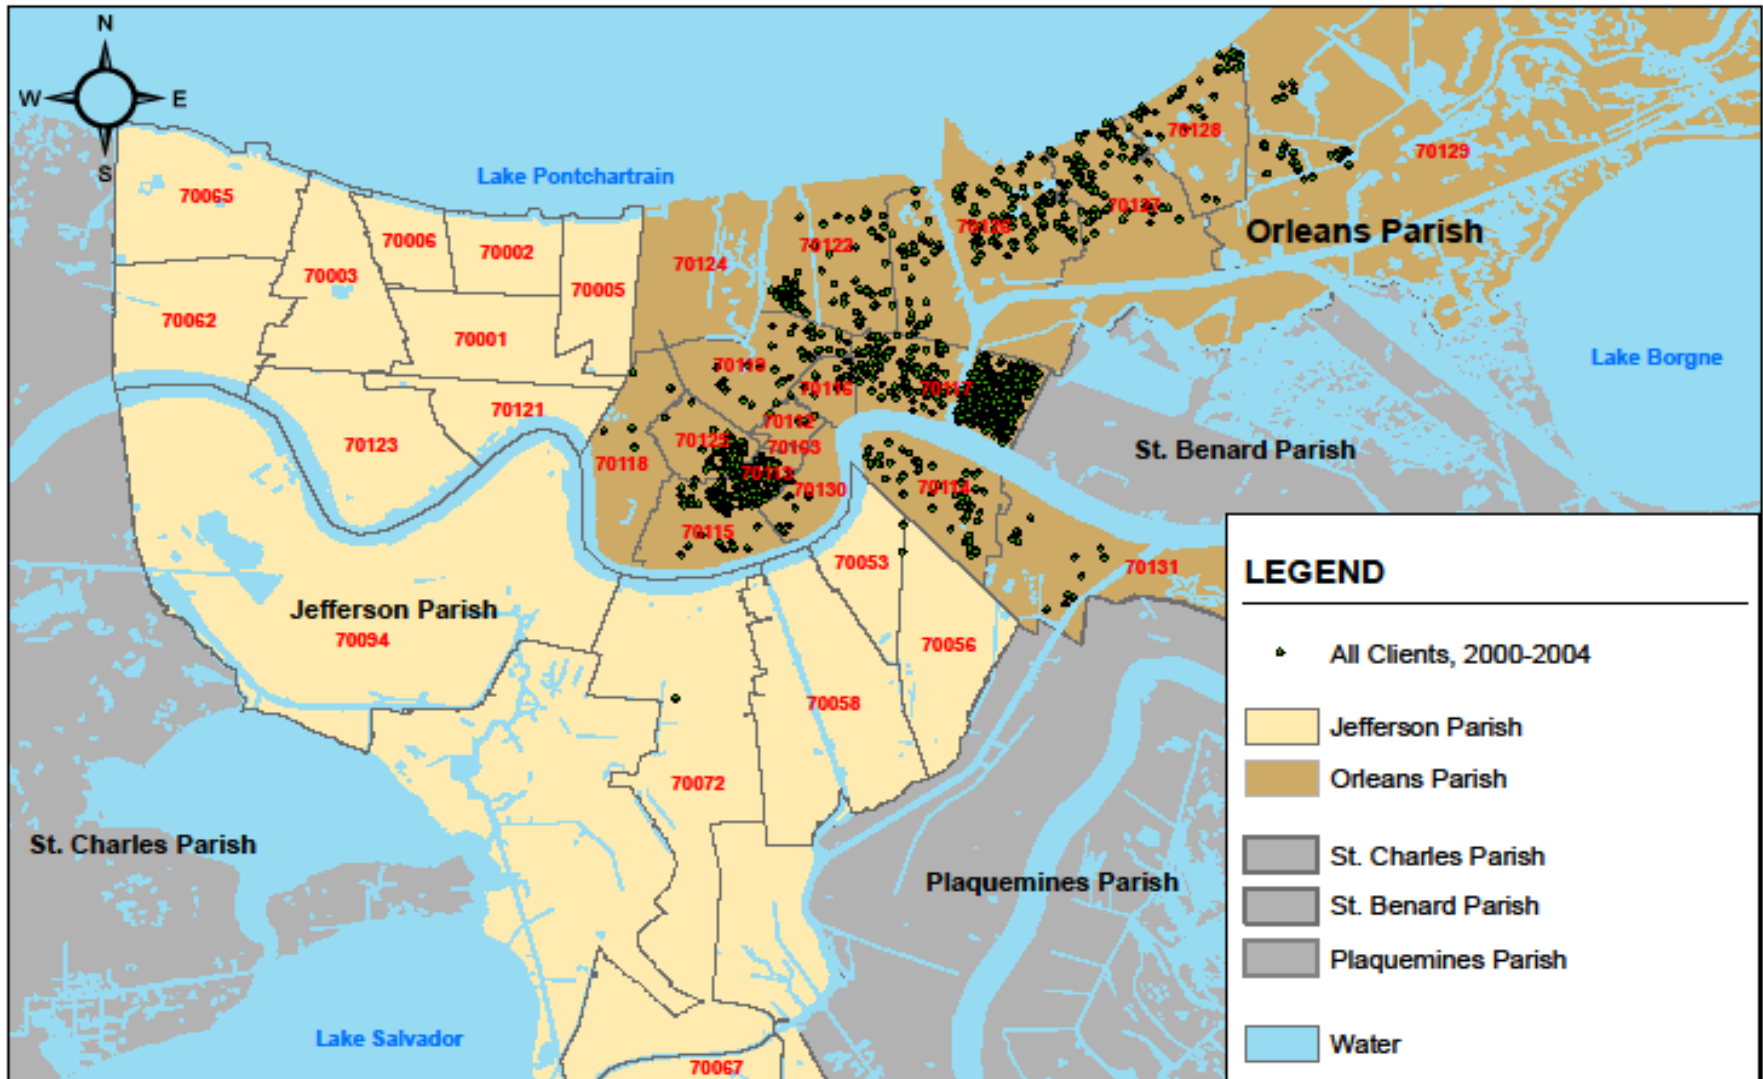 N
W
E
S
Lake Pontchartrain
70065
70006
70002
70003
70005
70062
70001
70124
70122
70126
70127
70128
70129
Orleans Parish
Lake Borgne
70119
70116
70117
70121
70112
70123
70125
70163
70118
70113
70130
70114
St. Benard Parish
70115
70053
70131
Jefferson Parish
70094
70056
70058
70072
St. Charles Parish
Plaquemines Parish
Lake Salvador
70067
LEGEND
All Clients, 2000-2004
Jefferson Parish
Orleans Parish
St. Charles Parish
St. Benard Parish
Plaquemines Parish
Water